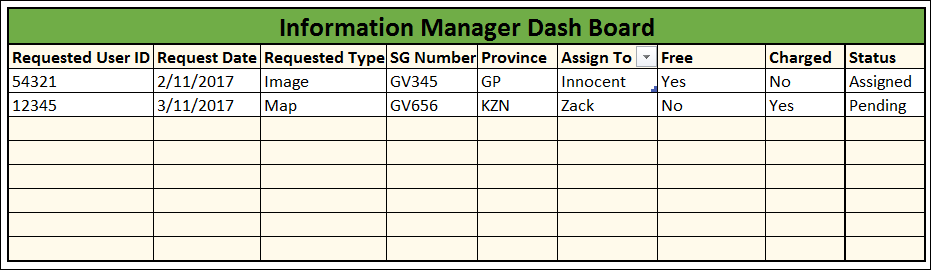 Information Manager Dash Board
Requested User ID Request Date Requested Type SG Number Province Assign To Free Charged Status
54321 2/11/2017 Image GV345 GP Innocent Yes No Assigned
12345 3/11/2017 Map GV656 KZN Zack No Yes Pending